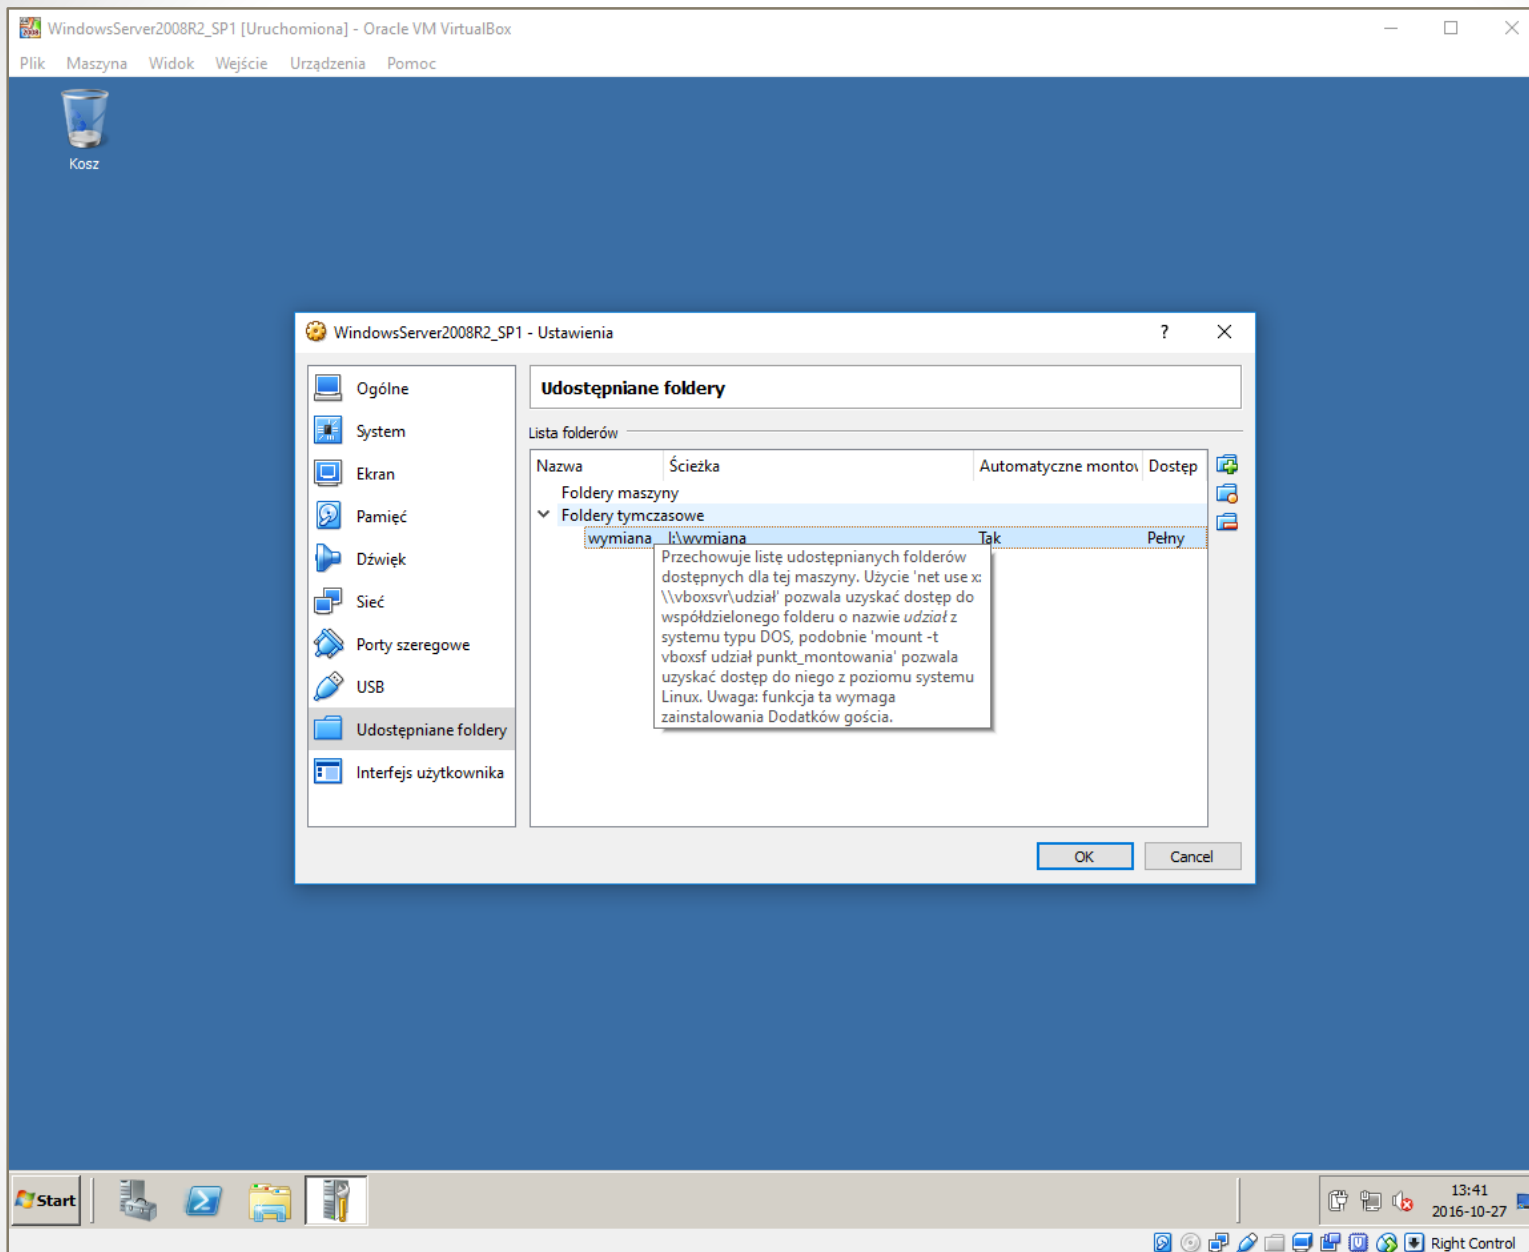 WindowsServer2008R2_SP1 [Uruchomiona] - Oracle VM VirtualBox
Plik Maszyna Widok Wejście Urządzenia Pomoc
Kosz
WindowsServer2008R2_SP1 - Ustawienia
?
Ogólne
System
Ekran
Pamięć
Dźwięk
Sieć
Porty szeregowe
USB
Udostępniane foldery
Interfejs użytkownika
Udostępniane foldery
Lista folderów
Nazwa Ścieżka Automatyczne montov Dostęp
Foldery maszyny
Foldery tymczasowe
wymiana I:\wymiana Tak Pełny
Przechowuje listę udostępnianych folderów
dostępnych dla tej maszyny. Użycie 'net use x:
\\vboxsvr\udział' pozwala uzyskać dostęp do
współdzielonego folderu o nazwie udział z
systemu typu DOS, podobnie 'mount -t
vboxsf udział punkt_montowania' pozwala
uzyskać dostęp do niego z poziomu systemu
Linux. Uwaga: funkcja ta wymaga
zainstalowania Dodatków gościa.
OK Cancel
Start
13:41
2016-10-27
Right Control